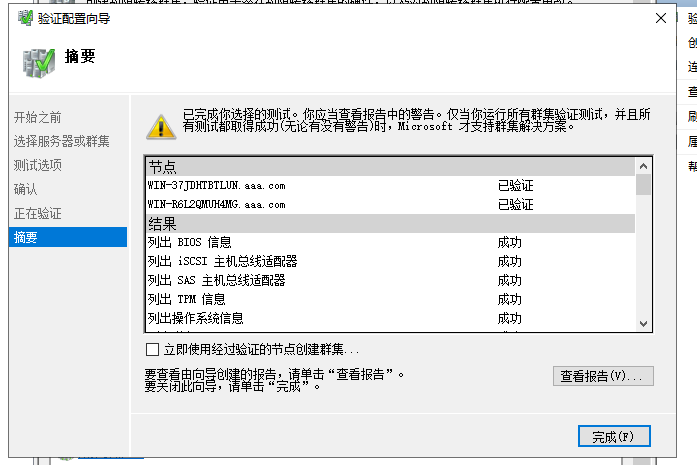 验证配置向导
摘要
开始之前
选择服务器或群集
测试选项
确认
正在验证
摘要
已完成你选择的测试。你应当查看报告中的警告。仅当你运行所有群集验证测试，并且所
有测试都取得成功(无论有没有警告)时，Microsoft 才支持群集解决方案。
节点
WIN-37JDHTBTLUN.aaa.com 已验证
WIN-R6L2QMUH4MG.aaa.com 已验证
结果
列出 BIOS 信息 成功
列出 iSCSI 主机总线适配器 成功
列出 SAS 主机总线适配器 成功
列出 TPM 信息 成功
列出操作系统信息 成功
立即使用经过验证的节点创建群集...
要查看由向导创建的报告，请单击“查看报告”。
要关闭此向导，请单击“完成”。
查看报告(V)...
完成(F)
验
创
连
查
刷
属
帮